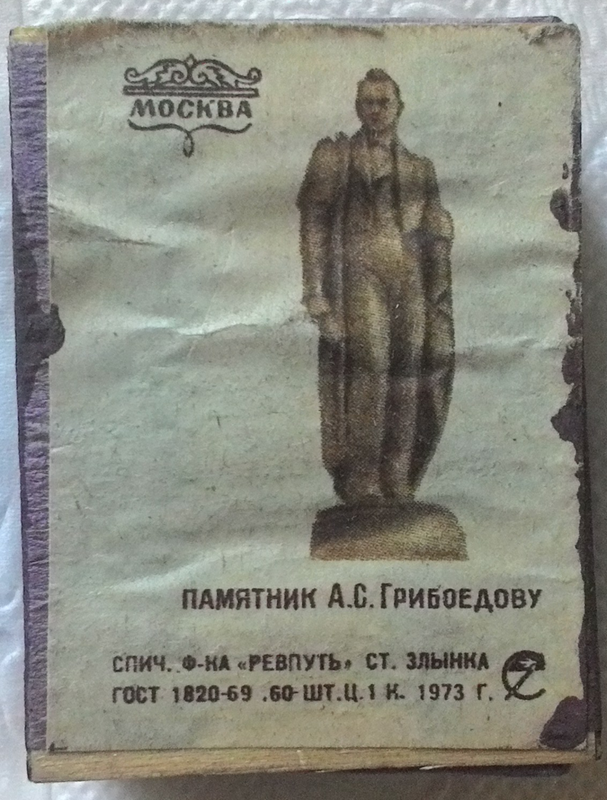 МОСКВА
ПАМЯТНИК А.С. ГРИБОЕДОВУ
СПИЧ. Ф-КА «РЕВПУТЬ» СТ. ЗЛЫНКА
ГОСТ 1820-69 .60-ШТ.Ц.1 К. 1973 Г.